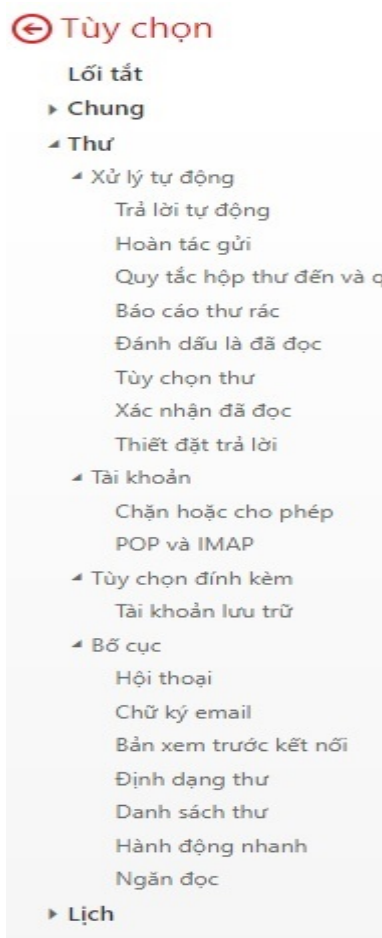 Tùy chọn
Lối tắt
Chung
Thư
Xử lý tự động
Trả lời tự động
Hoàn tác gửi
Quy tắc hộp thư đến và q
Báo cáo thư rác
Đánh dấu là đã đọc
Tùy chọn thư
Xác nhận đã đọc
Thiết đặt trả lời
Tài khoản
Chặn hoặc cho phép
POP và IMAP
Tùy chọn đính kèm
Tài khoản lưu trữ
Bố cục
Hội thoại
Chữ ký email
Bản xem trước kết nối
Định dạng thư
Danh sách thư
Hành động nhanh
Ngăn đọc
Lịch